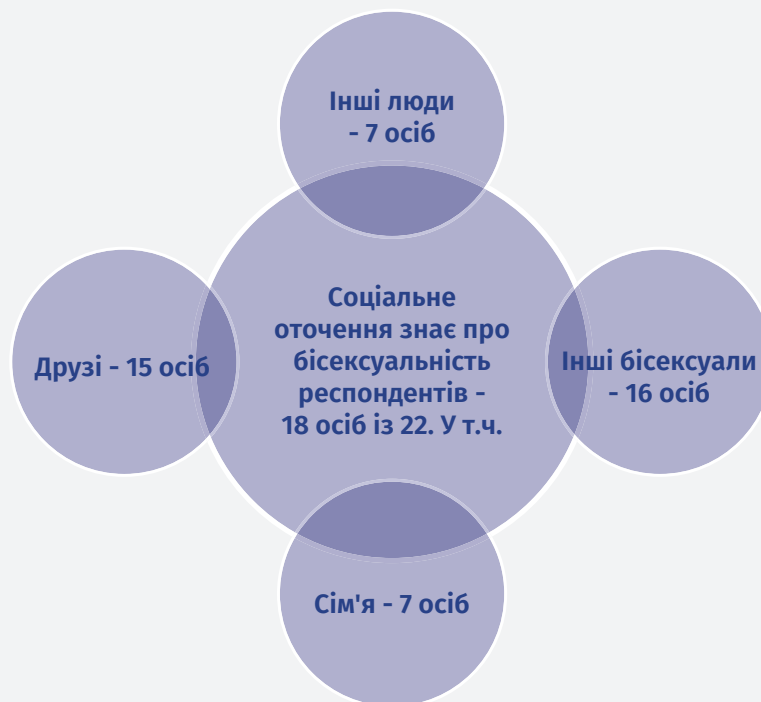 Інші люди
- 7 осіб
Соціальне
оточення знає про
бісексуальність
респондентів -
18 осіб із 22. У т.ч.
Друзі - 15 осіб
Інші бісексуали
- 16 осіб
Сім'я - 7 осіб